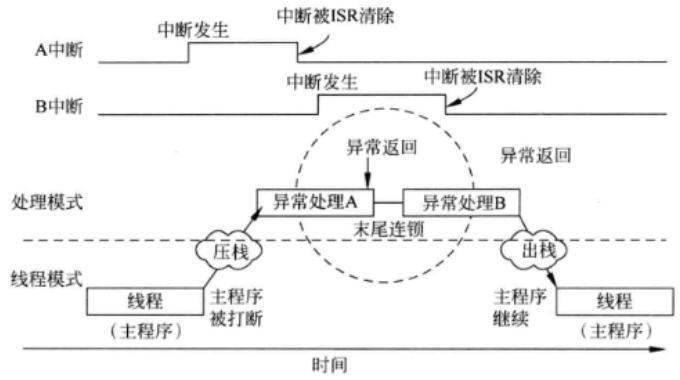 中断被ISR清除
中断发生
A中断
中断发生
中断被ISR清除
B中断
异常返回
异常返回
处理模式
异常处理A
异常处理B
末尾连锁
压栈
出栈
线程模式
线程
主程序
被打断
主程序
继续
线程
(主程序)
(主程序)
时间